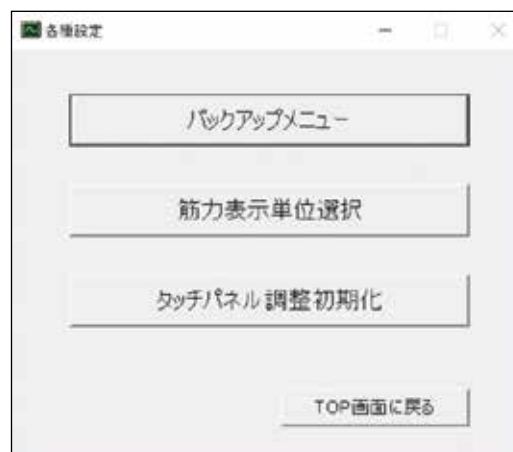 各種設定
バックアップメニュー
筋力表示単位選択
タッチパネル調整初期化
TOP画面に戻る